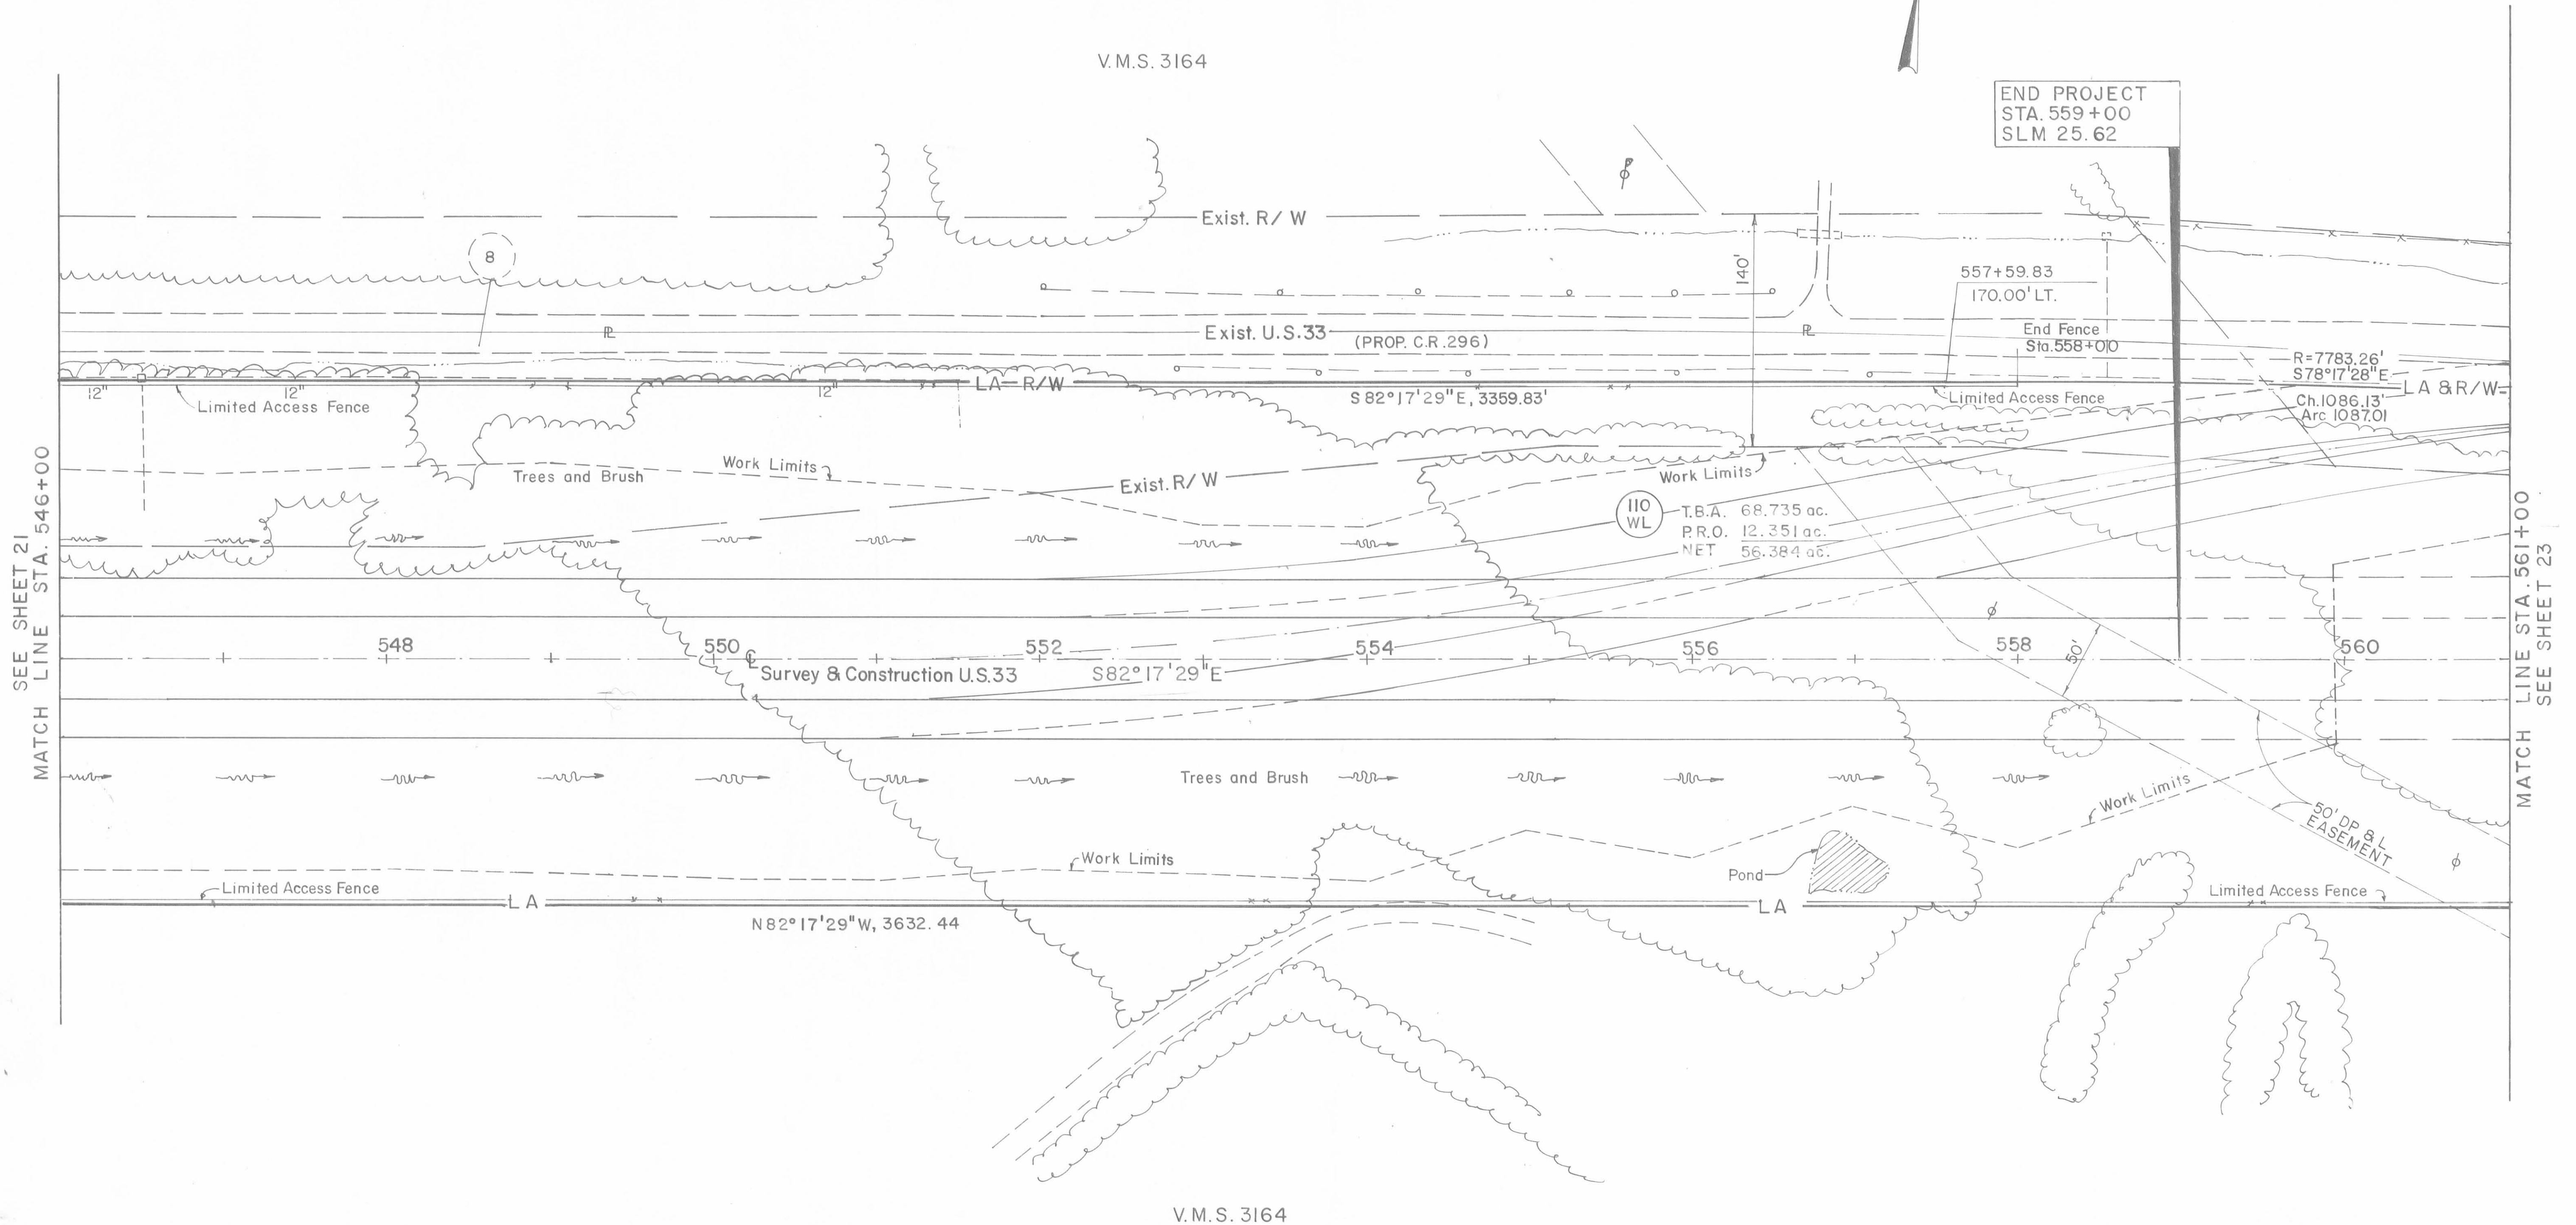 V.M.S. 3164
END PROJECT
STA. 559+00
SLM 25.62
Exist. R/W
8
140'
557+59.83
170.00' LT.
PL
Exist. U.S.33
(PROP. C.R.296)
PL
End Fence
Sta.558+00
R=7783.26'
S78°17'28"E
LA & R/W
Ch.1086.13'
Arc 1087.01
12"
12"
12"
LA-R/W
S82°17'29"E, 3359.83'
Limited Access Fence
Limited Access Fence
Work Limits
Trees and Brush
Exist. R/W
Work Limits
110
WL
T.B.A. 68.735 ac.
P.R.O. 12.351 ac.
NET 56.384 ac.
SEE SHEET 21
MATCH LINE STA. 546+00
MATCH LINE STA. 561+00
SEE SHEET 23
548
550
552
554
556
558
560
CL
Survey & Construction U.S.33
S82°17'29"E
50'
Trees and Brush
Work Limits
50' DP & L
EASEMENT
Work Limits
Pond
Limited Access Fence
Limited Access Fence
LA
LA
N82°17'29"W, 3632.44
V.M.S. 3164